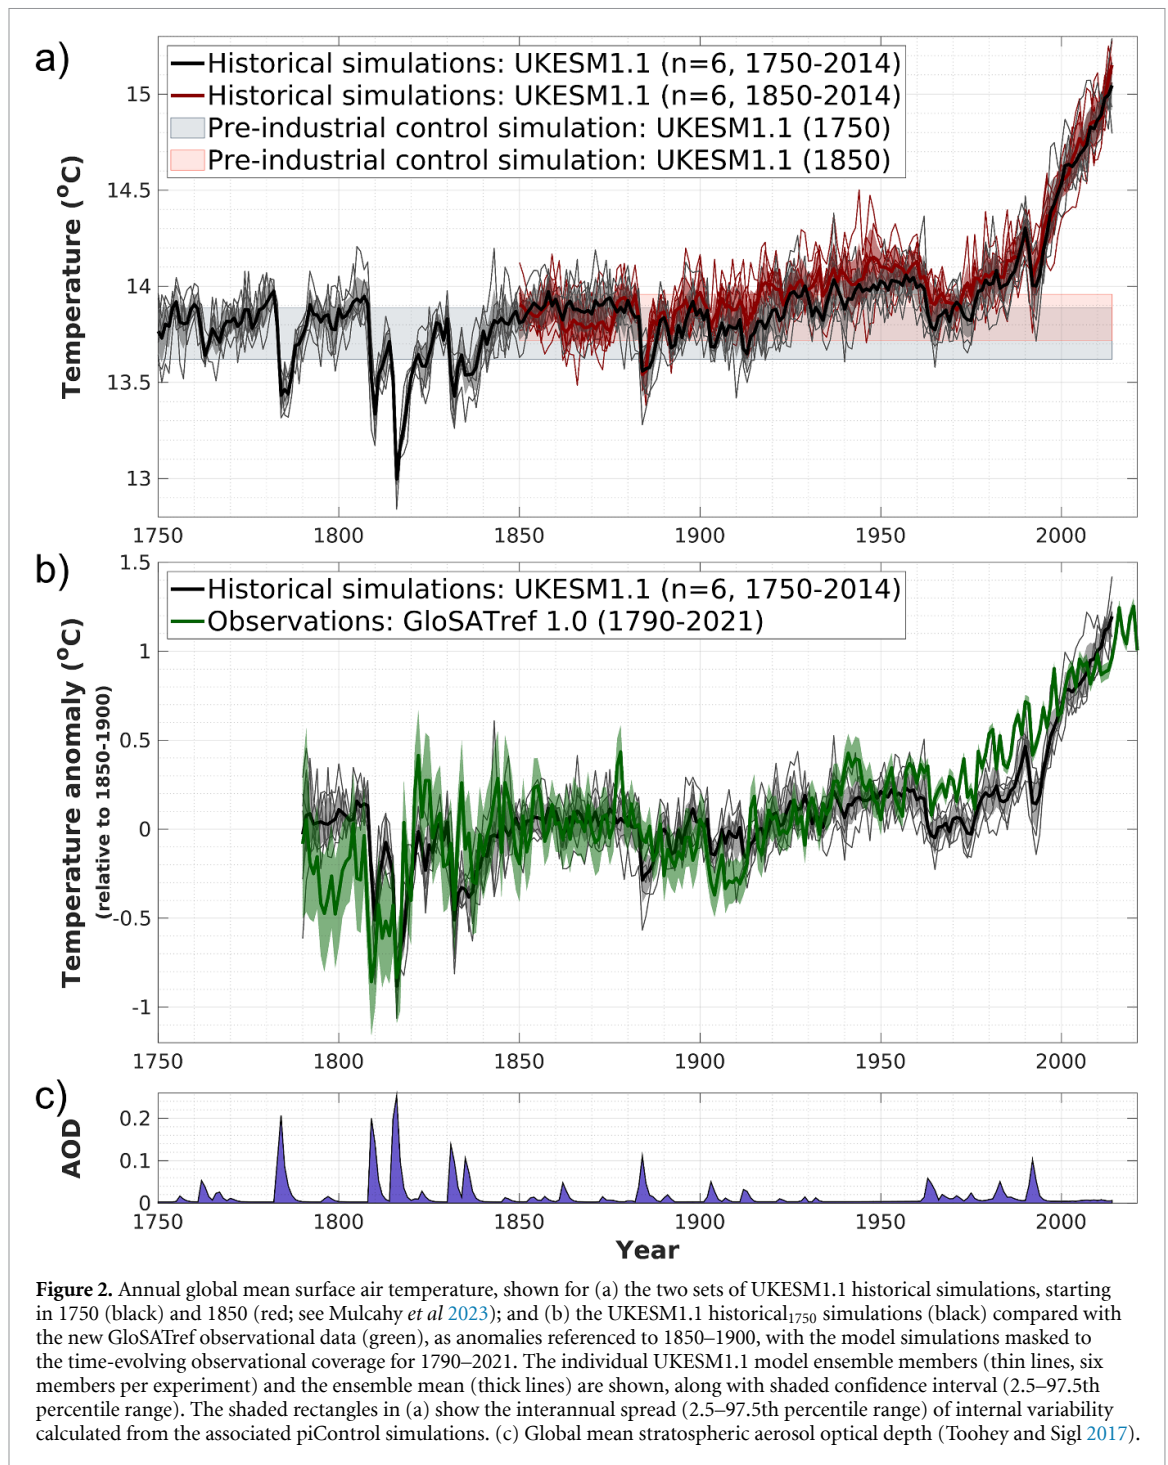 a)
Historical simulations: UKESM1.1 (n=6, 1750-2014)
Historical simulations: UKESM1.1 (n=6, 1850-2014)
Pre-industrial control simulation: UKESM1.1 (1750)
Pre-industrial control simulation: UKESM1.1 (1850)
Temperature (°C)
15
14.5
14
13.5
13
1750 1800 1850 1900 1950 2000
b)
Historical simulations: UKESM1.1 (n=6, 1750-2014)
Observations: GloSATref 1.0 (1790-2021)
Temperature anomaly (°C)
(relative to 1850-1900)
1.5
1
0.5
0
-0.5
-1
1750 1800 1850 1900 1950 2000
c)
AOD
0.2
0.1
0
1750 1800 1850 1900 1950 2000
Year
Figure 2. Annual global mean surface air temperature, shown for (a) the two sets of UKESM1.1 historical simulations, starting
in 1750 (black) and 1850 (red; see Mulcahy et al 2023); and (b) the UKESM1.1 historical₁₇₅₀ simulations (black) compared with
the new GloSATref observational data (green), as anomalies referenced to 1850–1900, with the model simulations masked to
the time-evolving observational coverage for 1790–2021. The individual UKESM1.1 model ensemble members (thin lines, six
members per experiment) and the ensemble mean (thick lines) are shown, along with shaded confidence interval (2.5–97.5th
percentile range). The shaded rectangles in (a) show the interannual spread (2.5–97.5th percentile range) of internal variability
calculated from the associated piControl simulations. (c) Global mean stratospheric aerosol optical depth (Toohey and Sigl 2017).